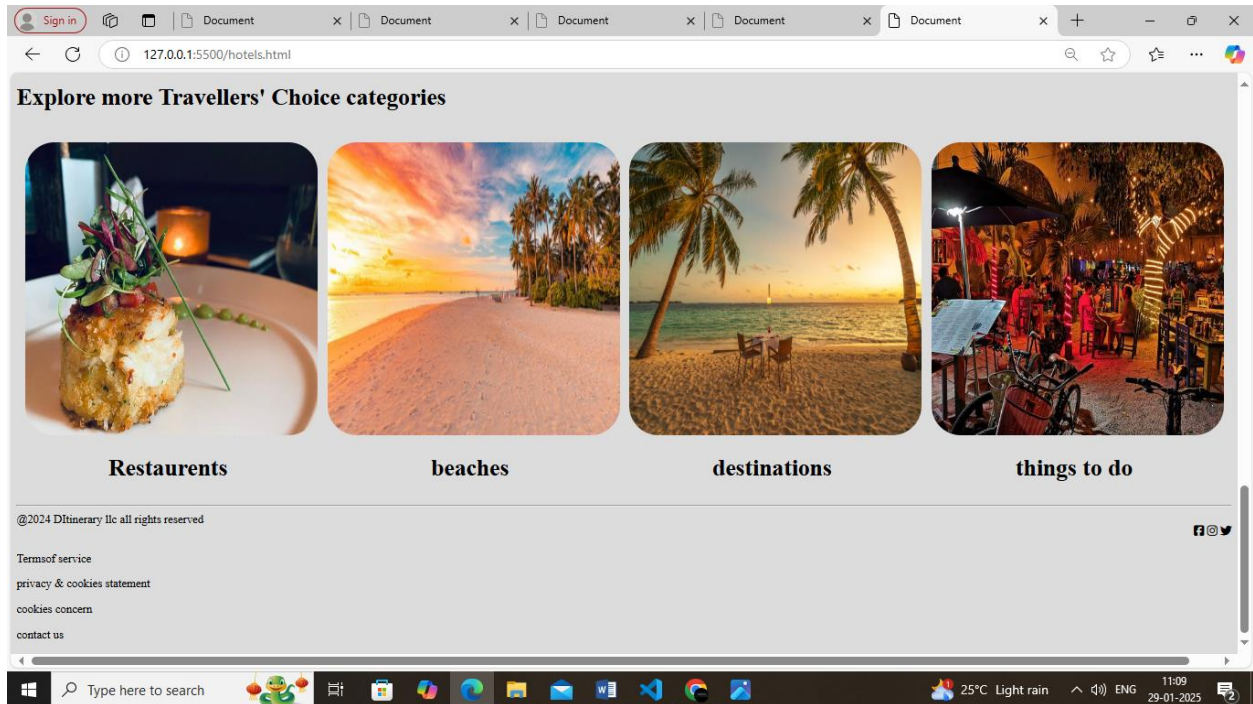 Sign in
Document
Document
Document
Document
Document
127.0.0.1:5500/hotels.html
Explore more Travellers' Choice categories
Restaurents
beaches
destinations
things to do
@2024 DItinerary llc all rights reserved
Termsof service
privacy & cookies statement
cookies concern
contact us
Type here to search
25°C Light rain
ENG
11:09
29-01-2025
2